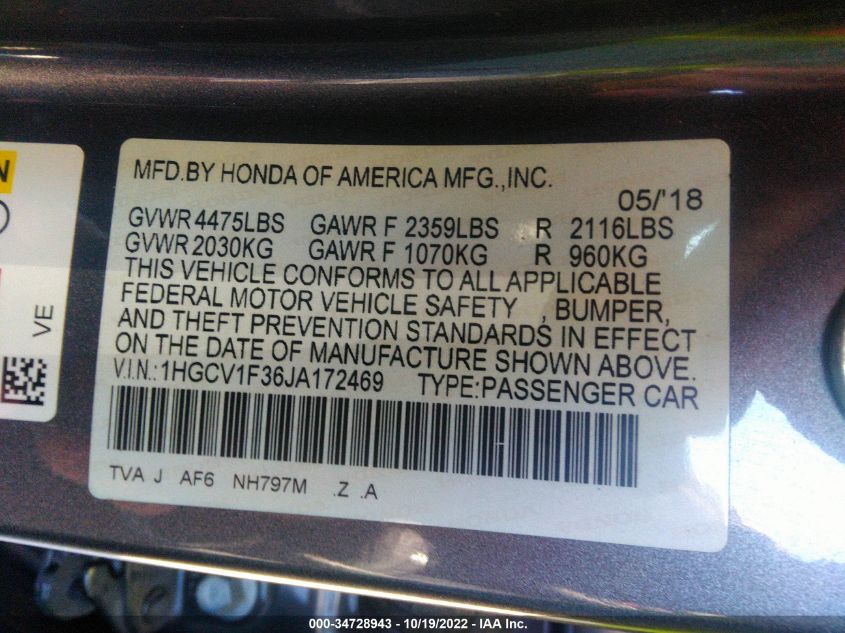 MFD.BY HONDA OF AMERICA MFG.,INC.
05/'18
GVWR 4475LBS GAWR F 2359LBS R 2116LBS
GVWR 2030KG GAWR F 1070KG R 960KG
THIS VEHICLE CONFORMS TO ALL APPLICABLE
FEDERAL MOTOR VEHICLE SAFETY , BUMPER,
AND THEFT PREVENTION STANDARDS IN EFFECT
ON THE DATE OF MANUFACTURE SHOWN ABOVE.
V.I.N.:1HGCV1F36JA172469 TYPE:PASSENGER CAR
TVA J AF6 NH797M .Z .A
VE
000-34728943 - 10/19/2022 - IAA Inc.